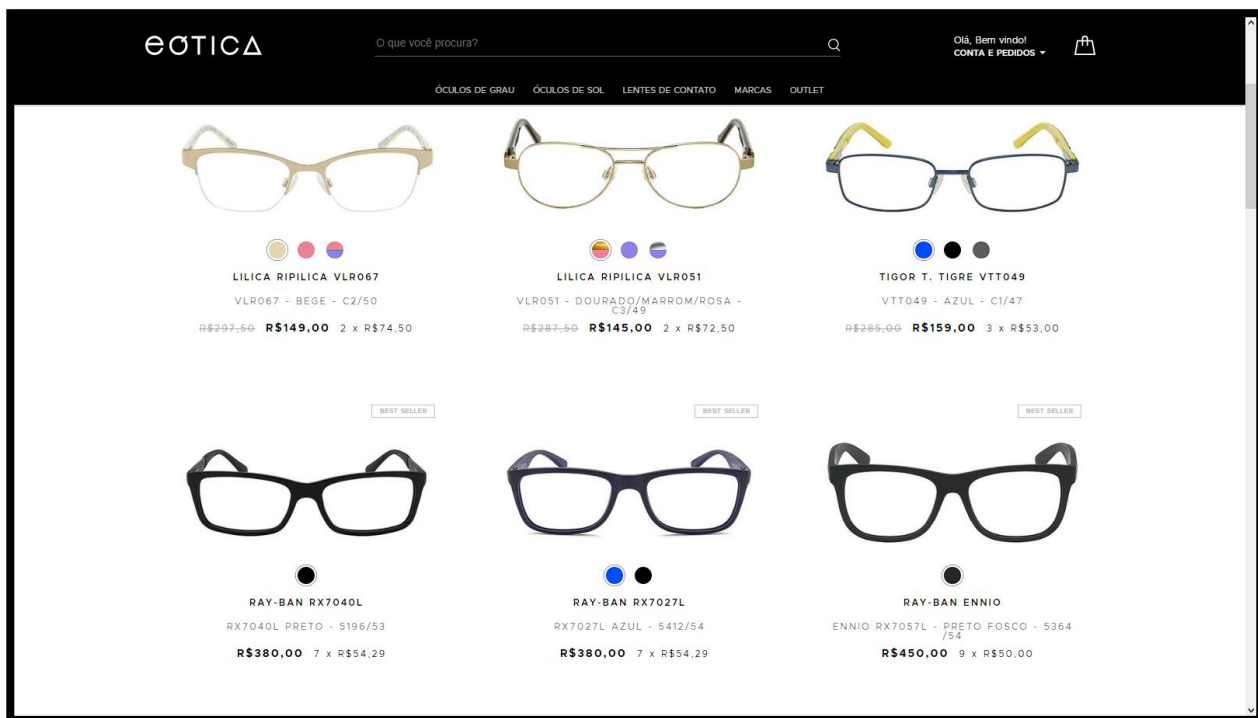 eÓTICA
O que você procura?
Olá, Bem vindo!
CONTA E PEDIDOS
ÓCULOS DE GRAU ÓCULOS DE SOL LENTES DE CONTATO MARCAS OUTLET
LILICA RIPILICA VLR067
VLR067 - BEGE - C2/50
R$297,50 R$149,00 2 x R$74,50
LILICA RIPILICA VLR051
VLR051 - DOURADO/MARROM/ROSA -
C3/49
R$287,50 R$145,00 2 x R$72,50
TIGOR T. TIGRE VTT049
VTT049 - AZUL - C1/47
R$285,00 R$159,00 3 x R$53,00
BEST SELLER
RAY-BAN RX7040L
RX7040L PRETO - 5196/53
R$380,00 7 x R$54,29
BEST SELLER
RAY-BAN RX7027L
RX7027L AZUL - 5412/54
R$380,00 7 x R$54,29
BEST SELLER
RAY-BAN ENNIO
ENNIO RX7057L - PRETO FOSCO - 5364
/54
R$450,00 9 x R$50,00